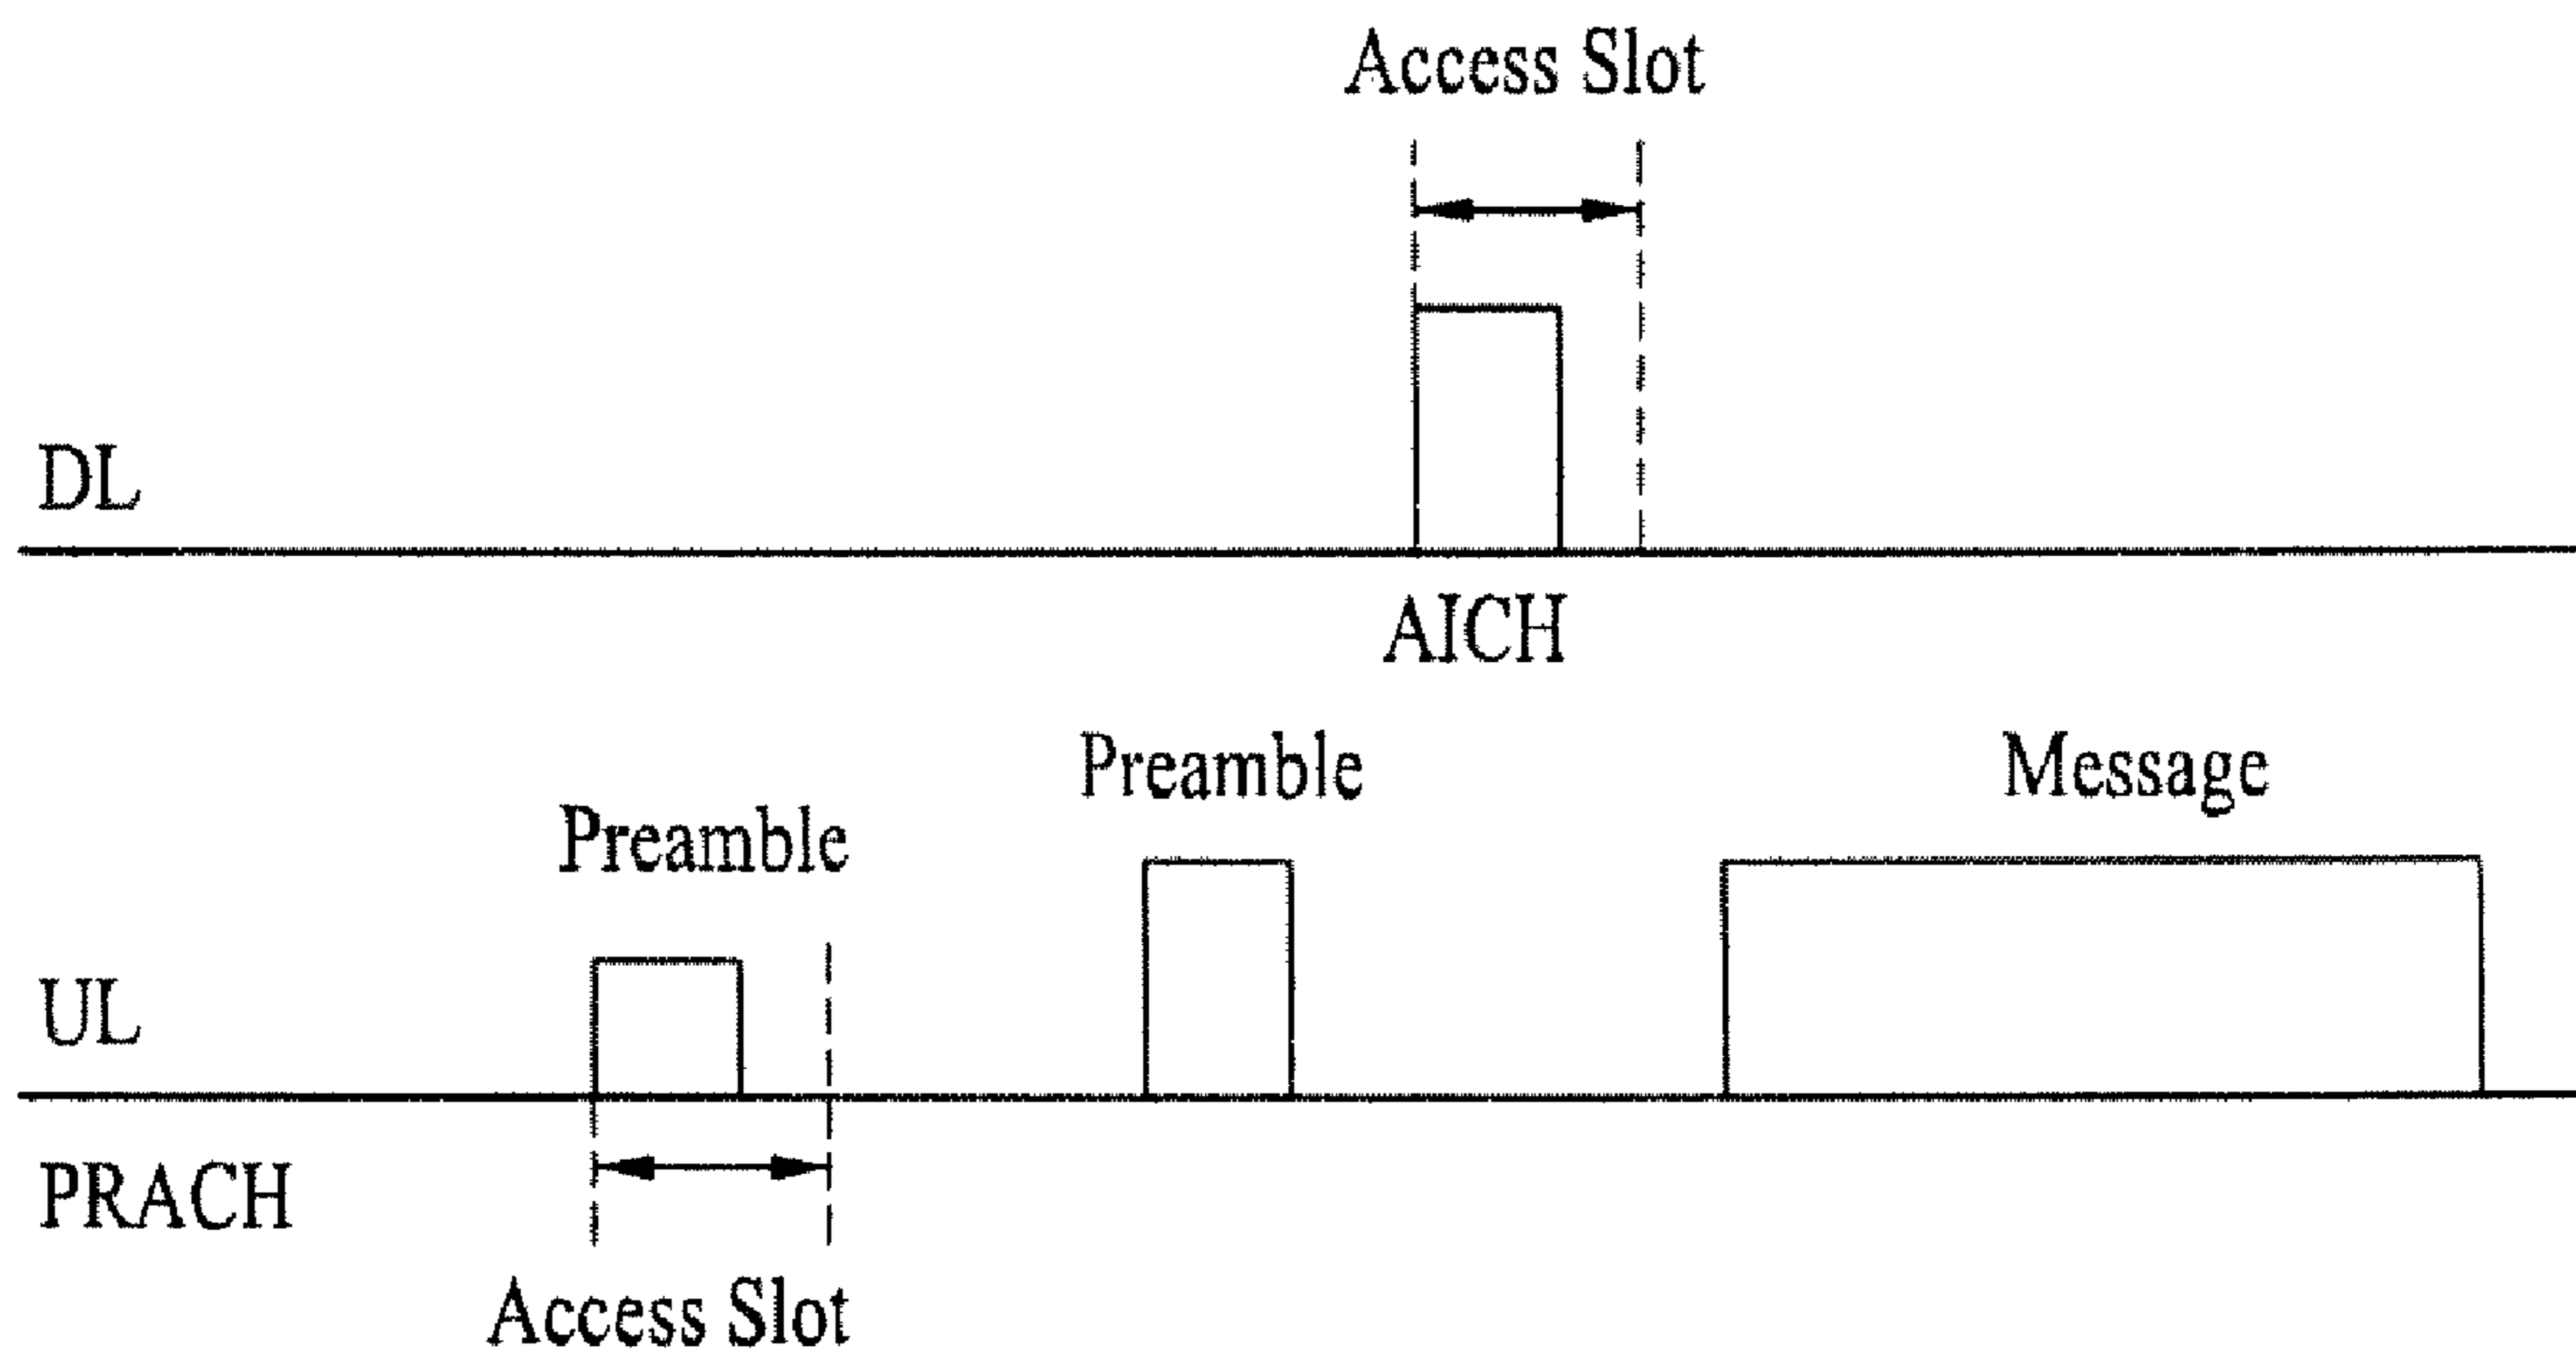 Access Slot
DL
AICH
Preamble
Message
Preamble
UL
PRACH
Access Slot